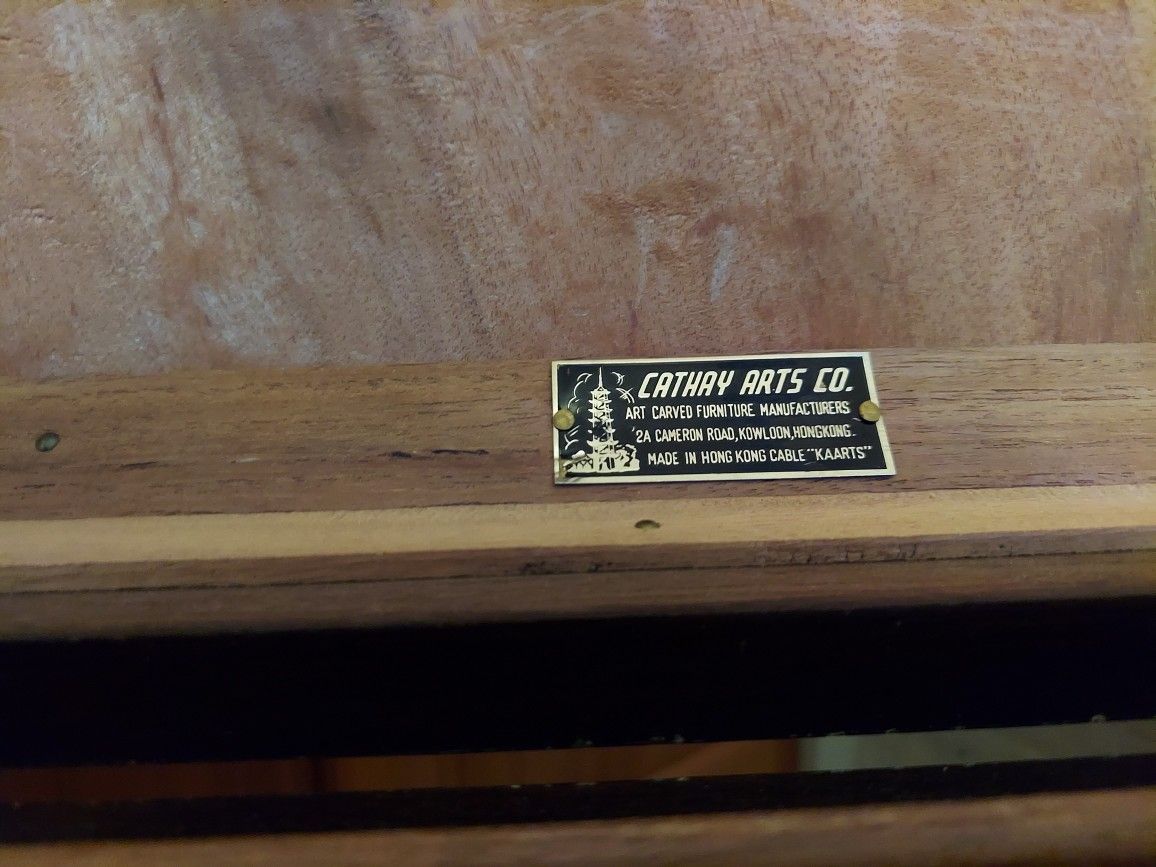 CATHAY ARTS CO.
ART CARVED FURNITURE MANUFACTURERS
2A CAMERON ROAD, KOWLOON, HONGKONG.
MADE IN HONG KONG CABLE "KAARTS"